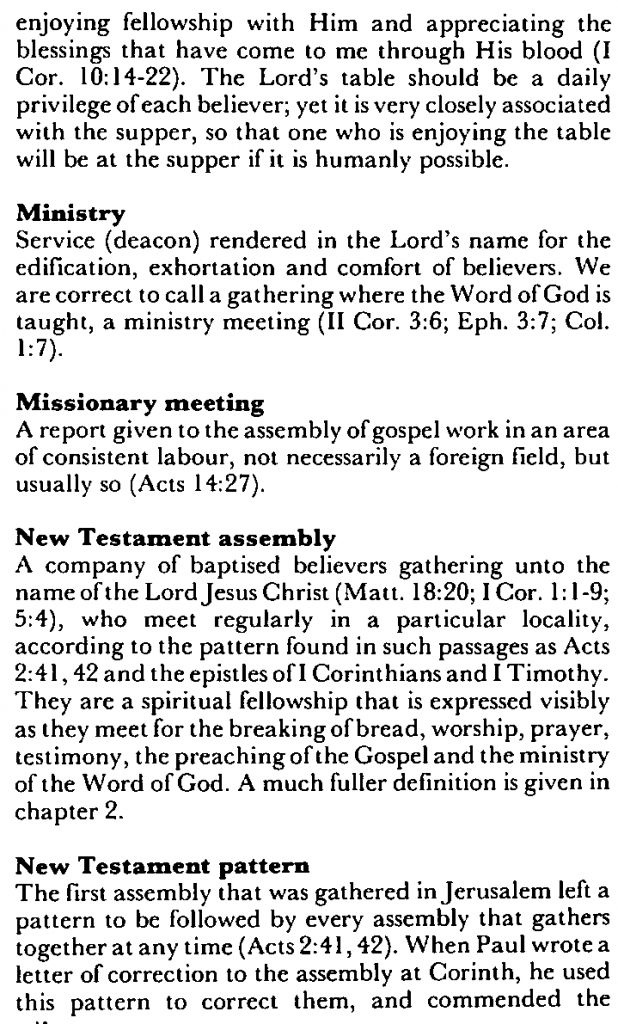 enjoying fellowship with Him and appreciating the
blessings that have come to me through His blood (I
Cor. 10:14-22). The Lord's table should be a daily
privilege of each believer; yet it is very closely associated
with the supper, so that one who is enjoying the table
will be at the supper if it is humanly possible.
Ministry
Service (deacon) rendered in the Lord's name for the
edification, exhortation and comfort of believers. We
are correct to call a gathering where the Word of God is
taught, a ministry meeting (II Cor. 3:6; Eph. 3:7; Col.
1:7).
Missionary meeting
A report given to the assembly of gospel work in an area
of consistent labour, not necessarily a foreign field, but
usually so (Acts 14:27).
New Testament assembly
A company of baptised believers gathering unto the
name of the Lord Jesus Christ (Matt. 18:20; I Cor. 1:1-9;
5:4), who meet regularly in a particular locality,
according to the pattern found in such passages as Acts
2:41, 42 and the epistles of I Corinthians and I Timothy.
They are a spiritual fellowship that is expressed visibly
as they meet for the breaking of bread, worship, prayer,
testimony, the preaching of the Gospel and the ministry
of the Word of God. A much fuller definition is given in
chapter 2.
New Testament pattern
The first assembly that was gathered in Jerusalem left a
pattern to be followed by every assembly that gathers
together at any time (Acts 2:41, 42). When Paul wrote a
letter of correction to the assembly at Corinth, he used
this pattern to correct them, and commended the